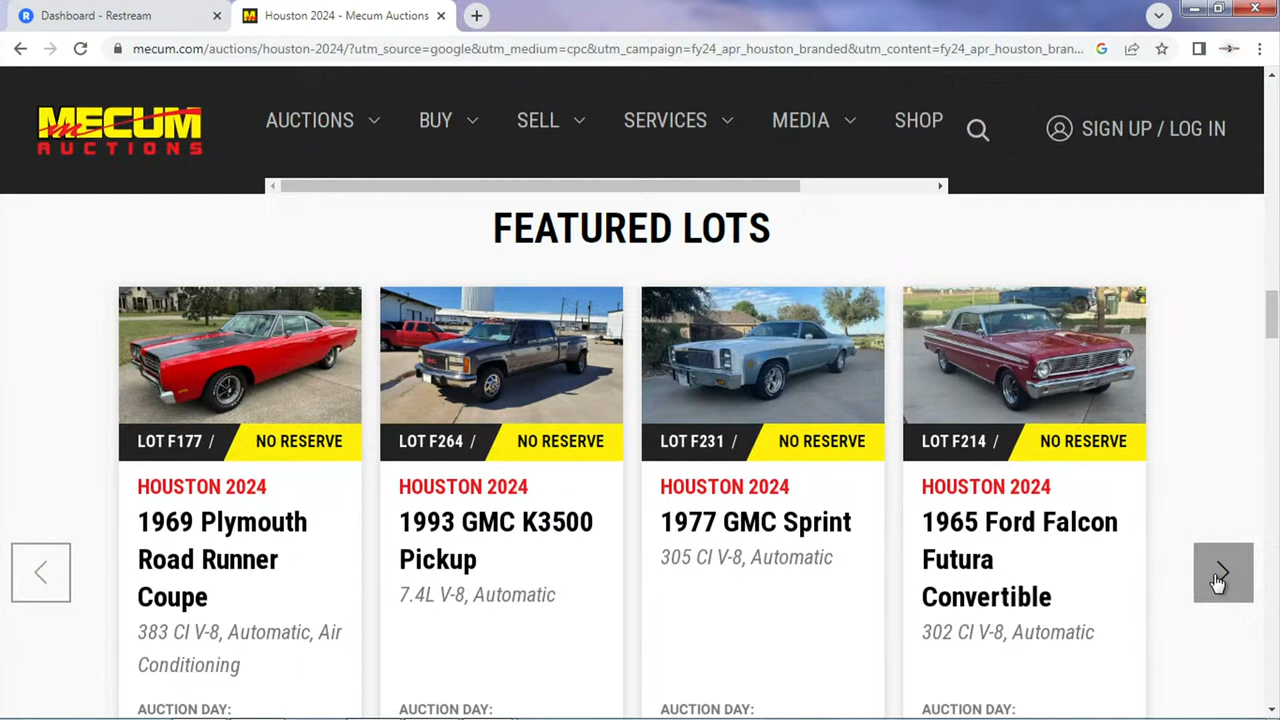 Dashboard - Restream
Houston 2024 - Mecum Auctions
mecum.com/auctions/houston-2024/?utm_source=google&utm_medium=cpc&utm_campaign=fy24_apr_houston_branded&utm_content=fy24_apr_houston_bran...
MECUM
AUCTIONS
AUCTIONS
BUY
SELL
SERVICES
MEDIA
SHOP
SIGN UP / LOG IN
FEATURED LOTS
LOT F177 /
NO RESERVE
HOUSTON 2024
1969 Plymouth
Road Runner
Coupe
383 CI V-8, Automatic, Air
Conditioning
AUCTION DAY:
LOT F264 /
NO RESERVE
HOUSTON 2024
1993 GMC K3500
Pickup
7.4L V-8, Automatic
AUCTION DAY:
LOT F231 /
NO RESERVE
HOUSTON 2024
1977 GMC Sprint
305 CI V-8, Automatic
AUCTION DAY:
LOT F214 /
NO RESERVE
HOUSTON 2024
1965 Ford Falcon
Futura
Convertible
302 CI V-8, Automatic
AUCTION DAY: